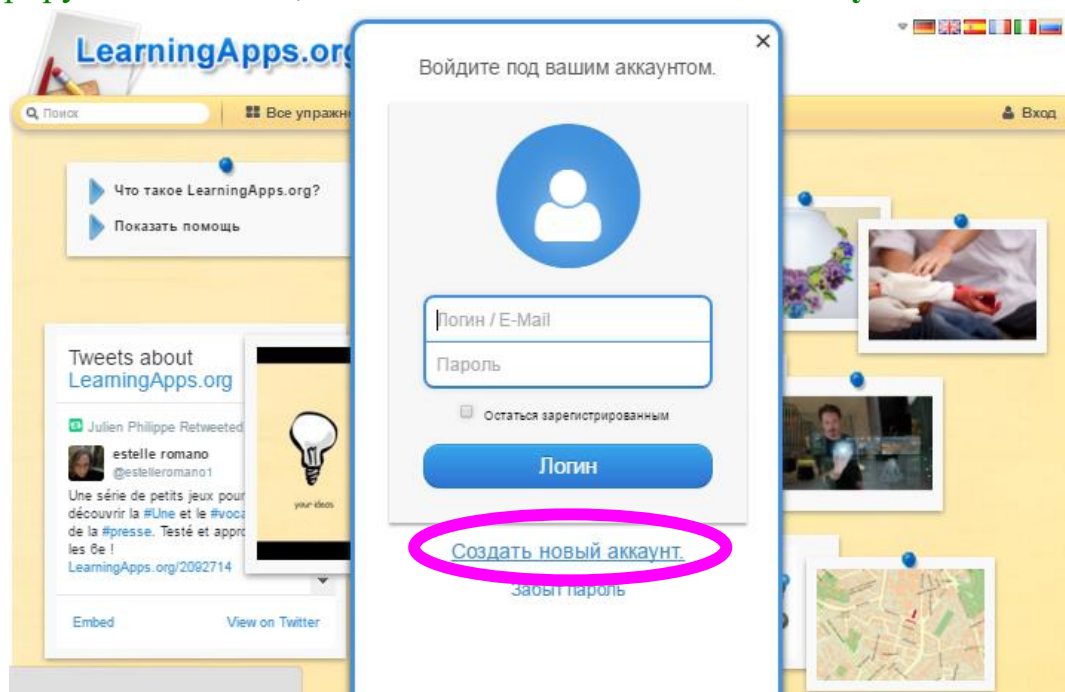 LearningApps.org
Войдите под вашим аккаунтом.
Поиск
Все упражн
Вход
Что такое LearningApps.org?
Показать помощь
Логин / E-Mail
Пароль
Остаться зарегистрированным
Логин
Создать новый аккаунт.
Забыт пароль
Tweets about
LearningApps.org
Julien Philippe Retweeted
estelle romano
@estelleromano1
Une série de petits jeux pour
découvrir la #Une et le #voca
de la #presse. Testé et appro
les 6e !
LearningApps.org/2092714
Embed
View on Twitter
your ideas